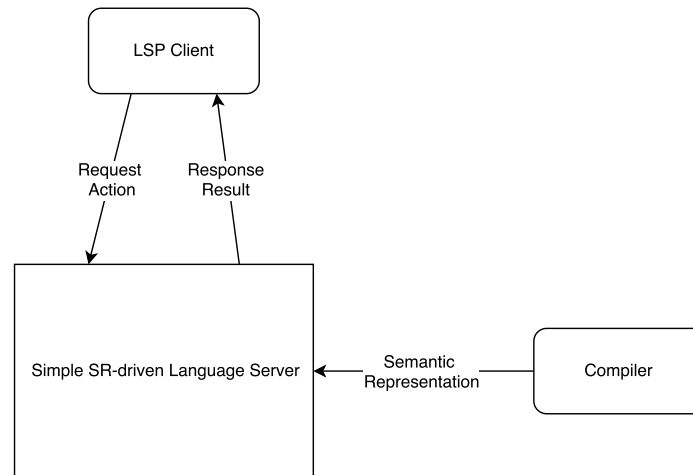 LSP Client
Request
Action
Response
Result
Simple SR-driven Language Server
Semantic
Representation
Compiler